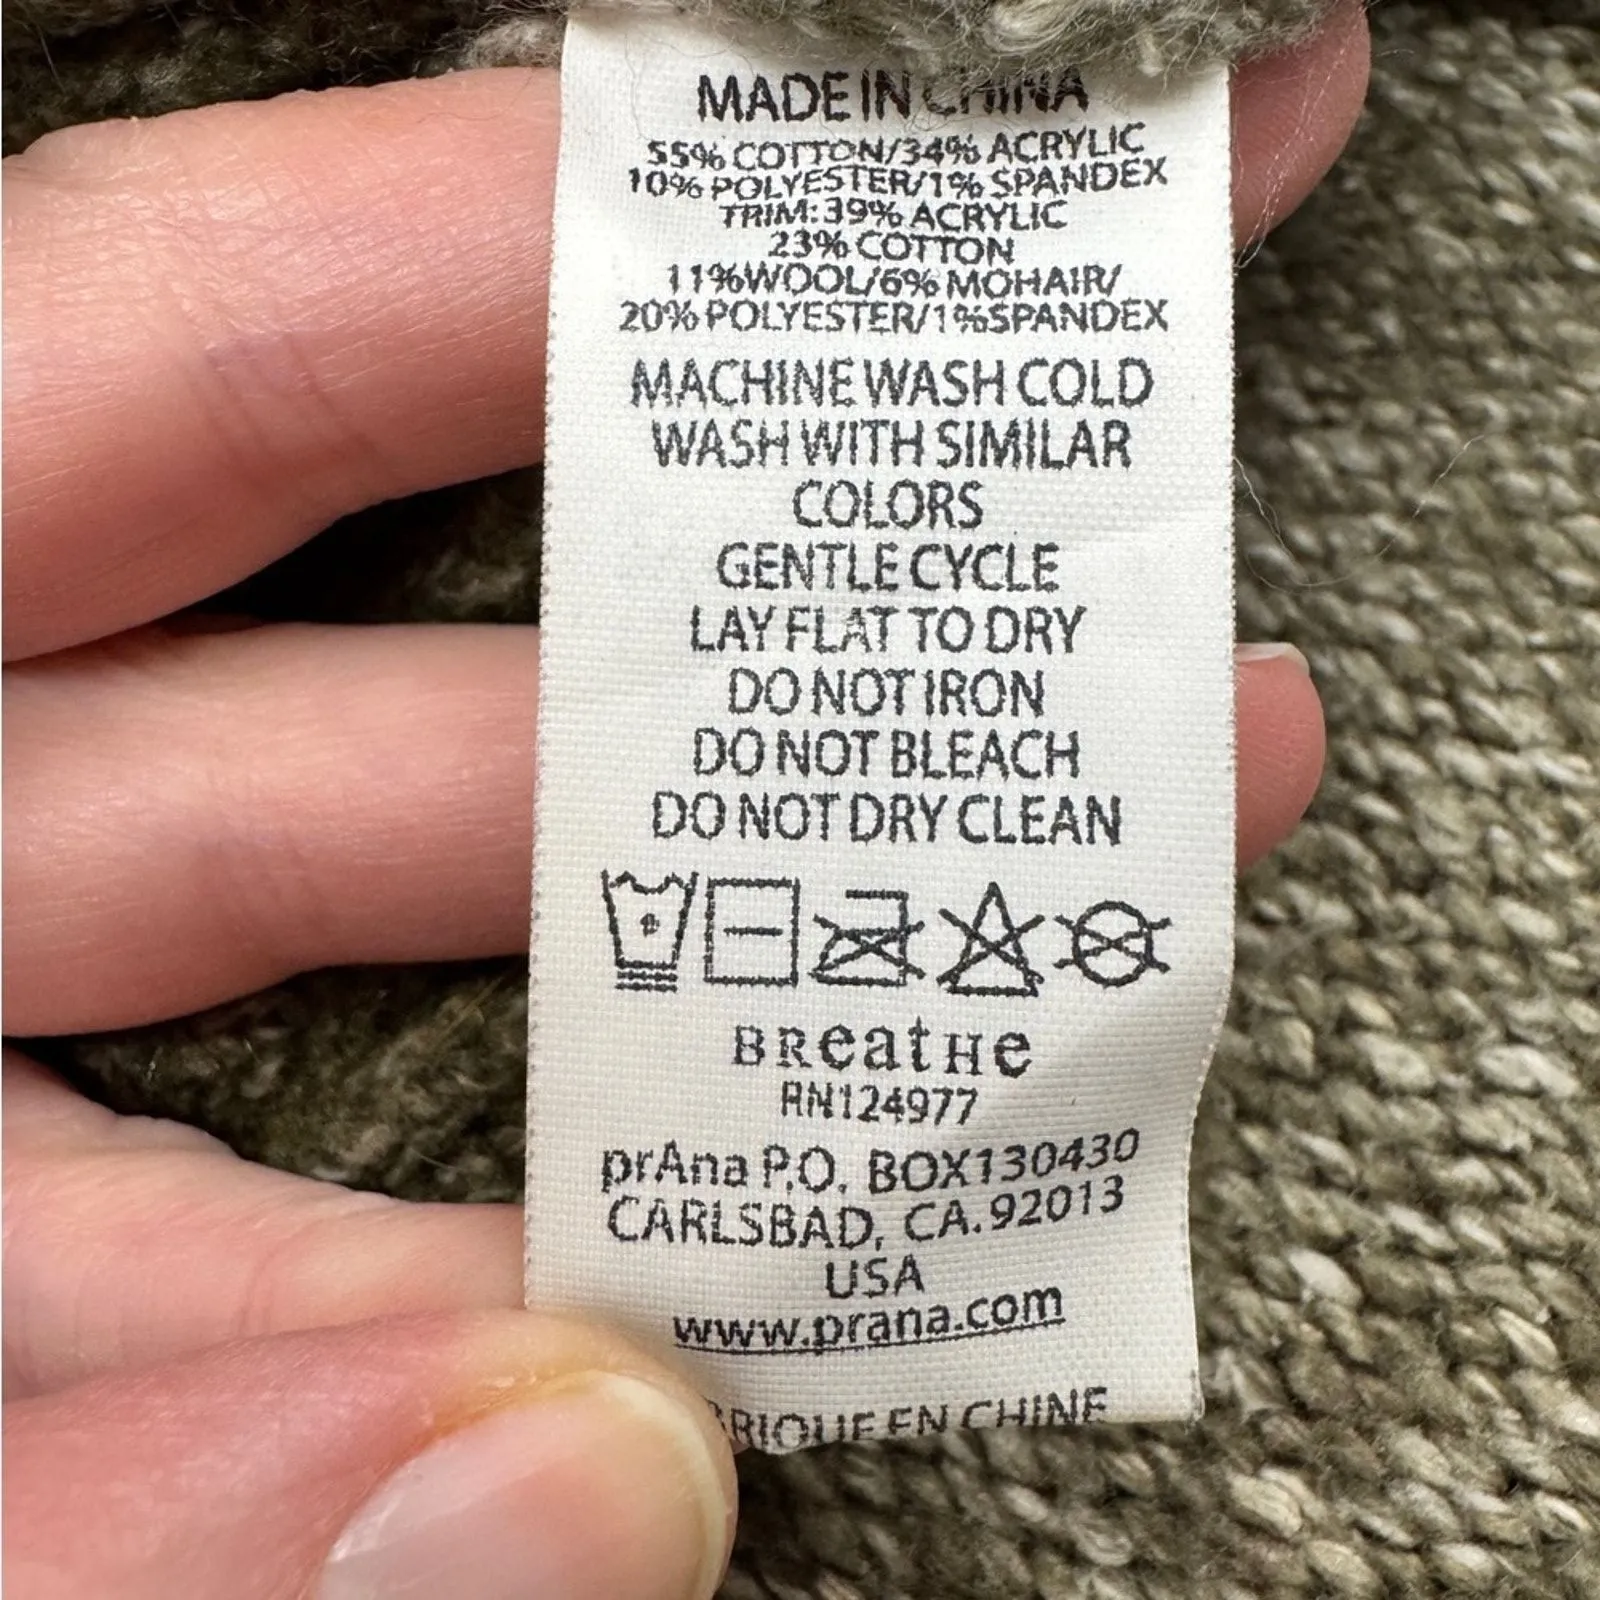 MADE IN CHINA
55% COTTON/34% ACRYLIC
10% POLYESTER/1% SPANDEX
TRIM: 39% ACRYLIC
23% COTTON
11%WOOL/6% MOHAIR/
20% POLYESTER/1%SPANDEX
MACHINE WASH COLD
WASH WITH SIMILAR
COLORS
GENTLE CYCLE
LAY FLAT TO DRY
DO NOT IRON
DO NOT BLEACH
DO NOT DRY CLEAN
BReatHe
RN124977
prAna P.O. BOX130430
CARLSBAD, CA.92013
USA
www.prana.com
EN CHINE